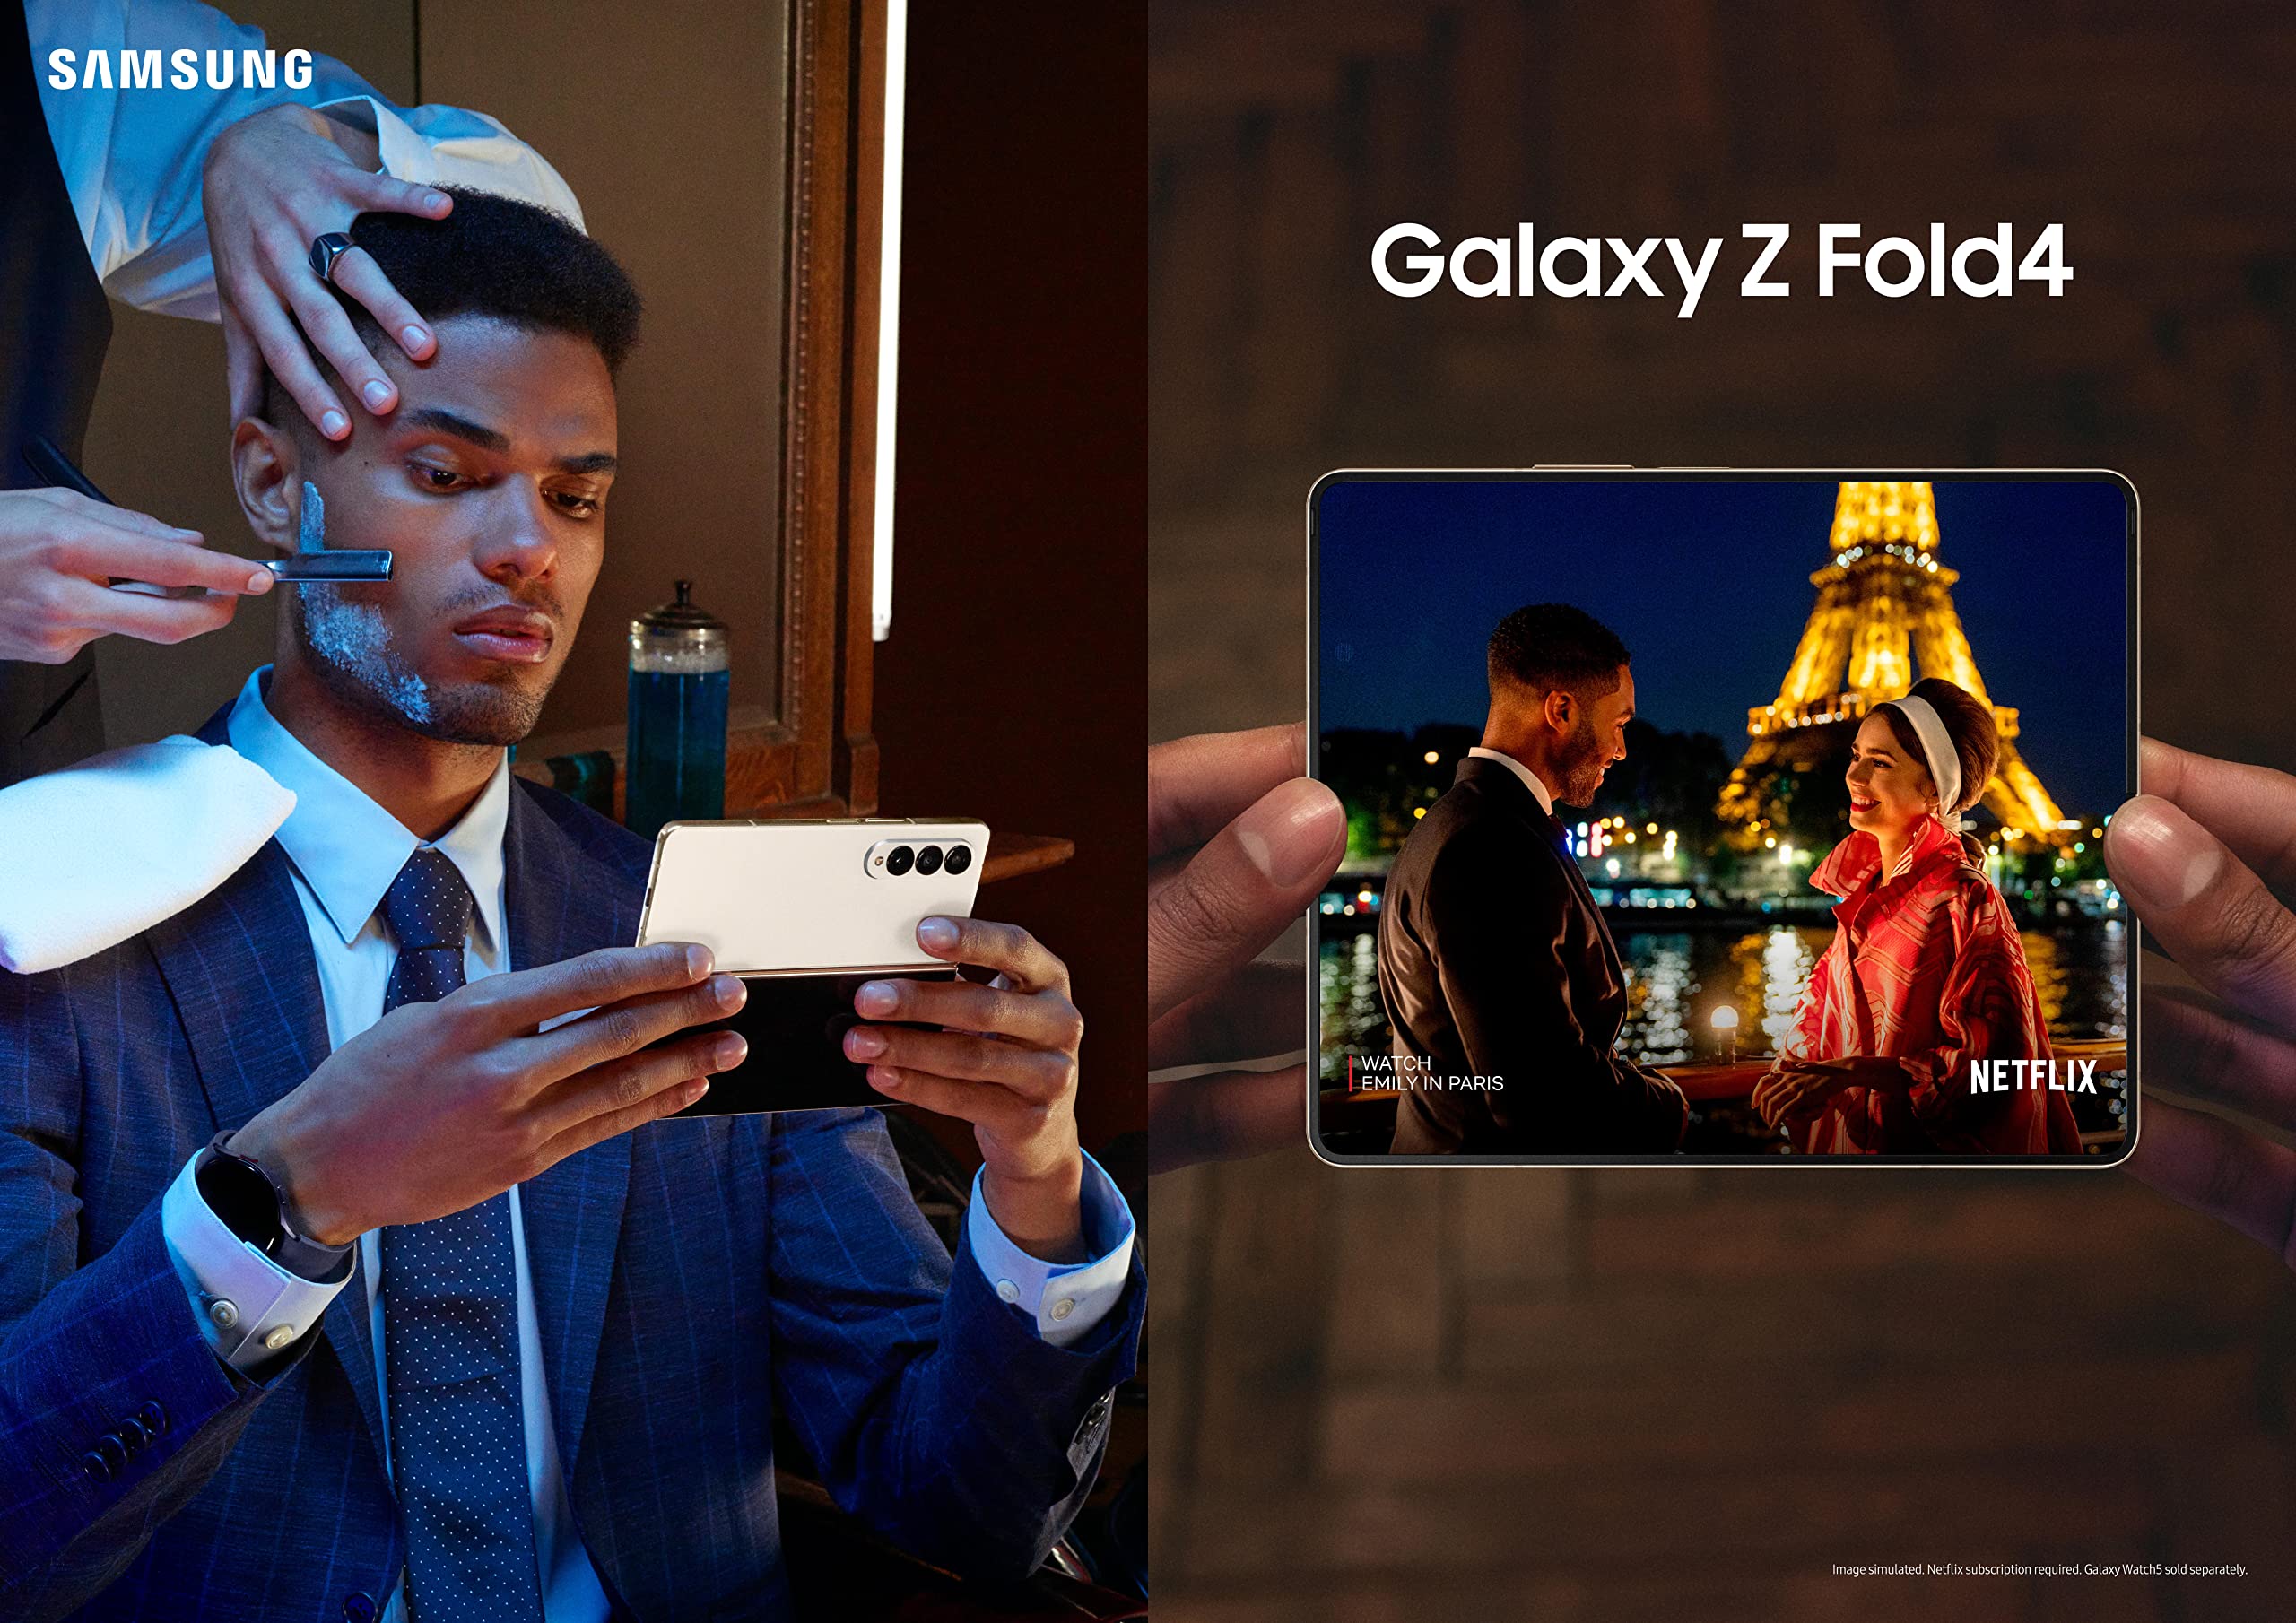 SAMSUNG
Galaxy Z Fold4
WATCH
EMILY IN PARIS
NETFLIX
Image simulated. Netflix subscription required. Galaxy Watch5 sold separately.